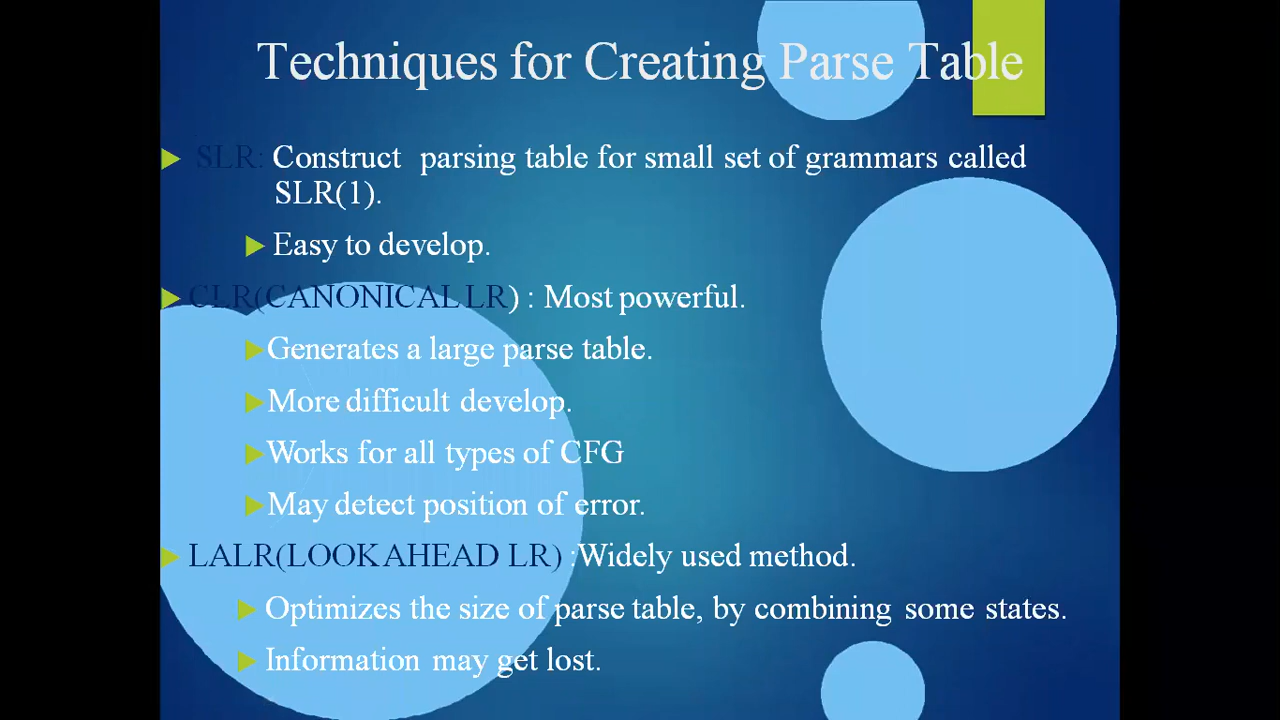 Techniques for Creating Parse Table
SLR: Construct parsing table for small set of grammars called
SLR(1).
Easy to develop.
CLR(CANONICAL LR) : Most powerful.
Generates a large parse table.
More difficult develop.
Works for all types of CFG
May detect position of error.
LALR(LOOK AHEAD LR) :Widely used method.
Optimizes the size of parse table, by combining some states.
Information may get lost.